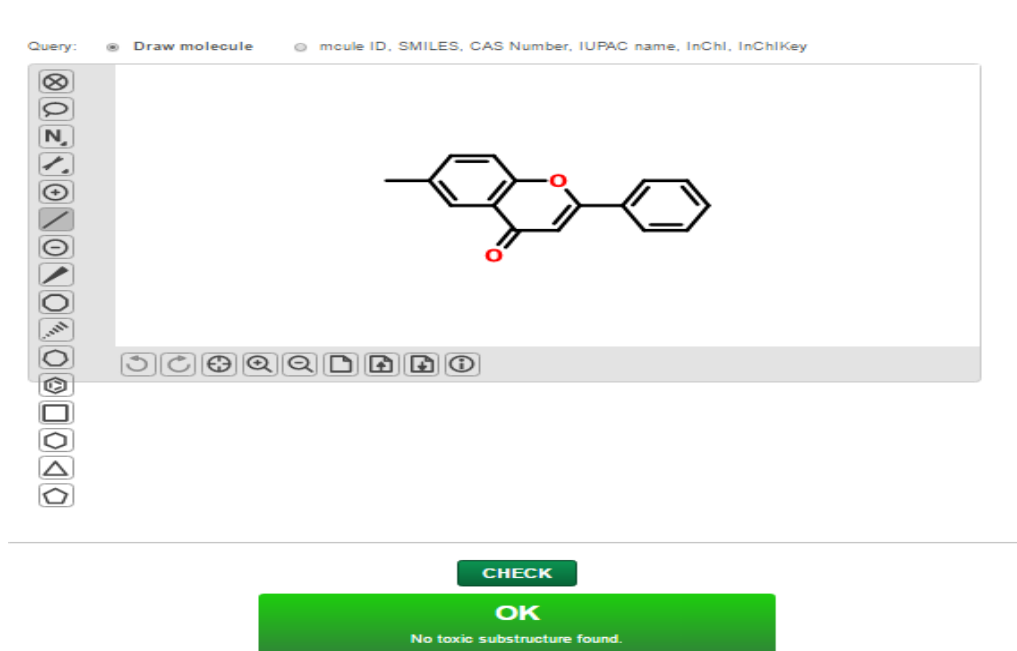 Query: Draw molecule mcule ID, SMILES, CAS Number, IUPAC name, InChI, InChIKey
N
O
O
CHECK
OK
No toxic substructure found.